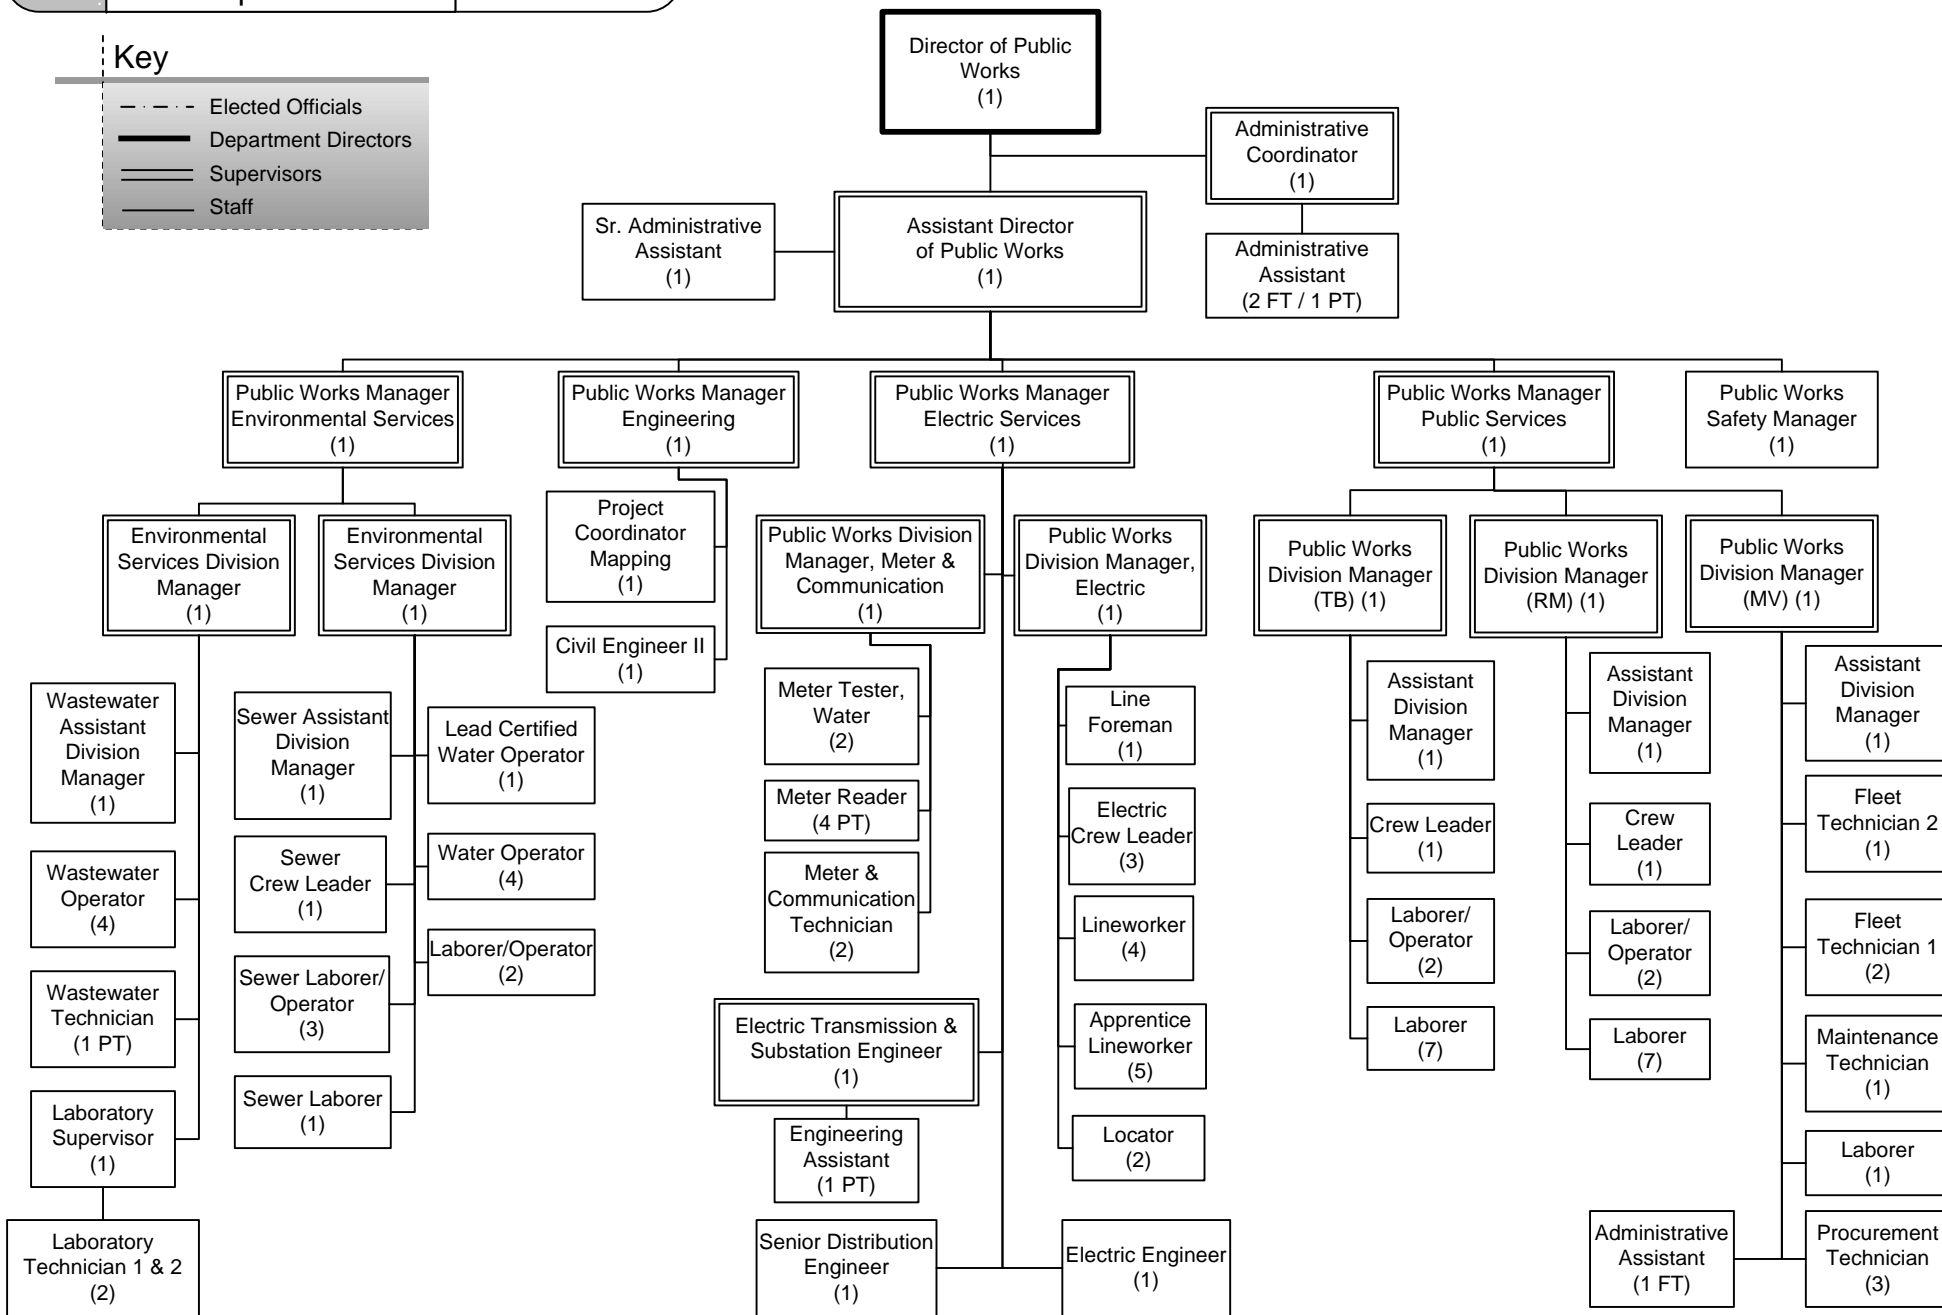 Key
Elected Officials
Department Directors
Supervisors
Staff
Director of Public
Works
(1)
Administrative
Coordinator
(1)
Sr. Administrative
Assistant
(1)
Assistant Director
of Public Works
(1)
Administrative
Assistant
(2 FT / 1 PT)
Public Works Manager
Environmental Services
(1)
Public Works Manager
Engineering
(1)
Public Works Manager
Electric Services
(1)
Public Works Manager
Public Services
(1)
Public Works
Safety Manager
(1)
Environmental
Services Division
Manager
(1)
Environmental
Services Division
Manager
(1)
Project
Coordinator
Mapping
(1)
Civil Engineer II
(1)
Public Works Division
Manager, Meter &
Communication
(1)
Public Works
Division Manager,
Electric
(1)
Public Works
Division Manager
(TB) (1)
Public Works
Division Manager
(RM) (1)
Public Works
Division Manager
(MV) (1)
Wastewater
Assistant
Division
Manager
(1)
Wastewater
Operator
(4)
Wastewater
Technician
(1 PT)
Laboratory
Supervisor
(1)
Laboratory
Technician 1 & 2
(2)
Sewer Assistant
Division
Manager
(1)
Sewer
Crew Leader
(1)
Sewer Laborer/
Operator
(3)
Sewer Laborer
(1)
Lead Certified
Water Operator
(1)
Water Operator
(4)
Laborer/Operator
(2)
Meter Tester,
Water
(2)
Meter Reader
(4 PT)
Meter &
Communication
Technician
(2)
Electric Transmission &
Substation Engineer
(1)
Engineering
Assistant
(1 PT)
Senior Distribution
Engineer
(1)
Line
Foreman
(1)
Electric
Crew Leader
(3)
Lineworker
(4)
Apprentice
Lineworker
(5)
Locator
(2)
Electric Engineer
(1)
Assistant
Division
Manager
(1)
Crew Leader
(1)
Laborer/
Operator
(2)
Laborer
(7)
Assistant
Division
Manager
(1)
Crew
Leader
(1)
Laborer/
Operator
(2)
Laborer
(7)
Assistant
Division
Manager
(1)
Fleet
Technician 2
(1)
Fleet
Technician 1
(2)
Maintenance
Technician
(1)
Laborer
(1)
Administrative
Assistant
(1 FT)
Procurement
Technician
(3)